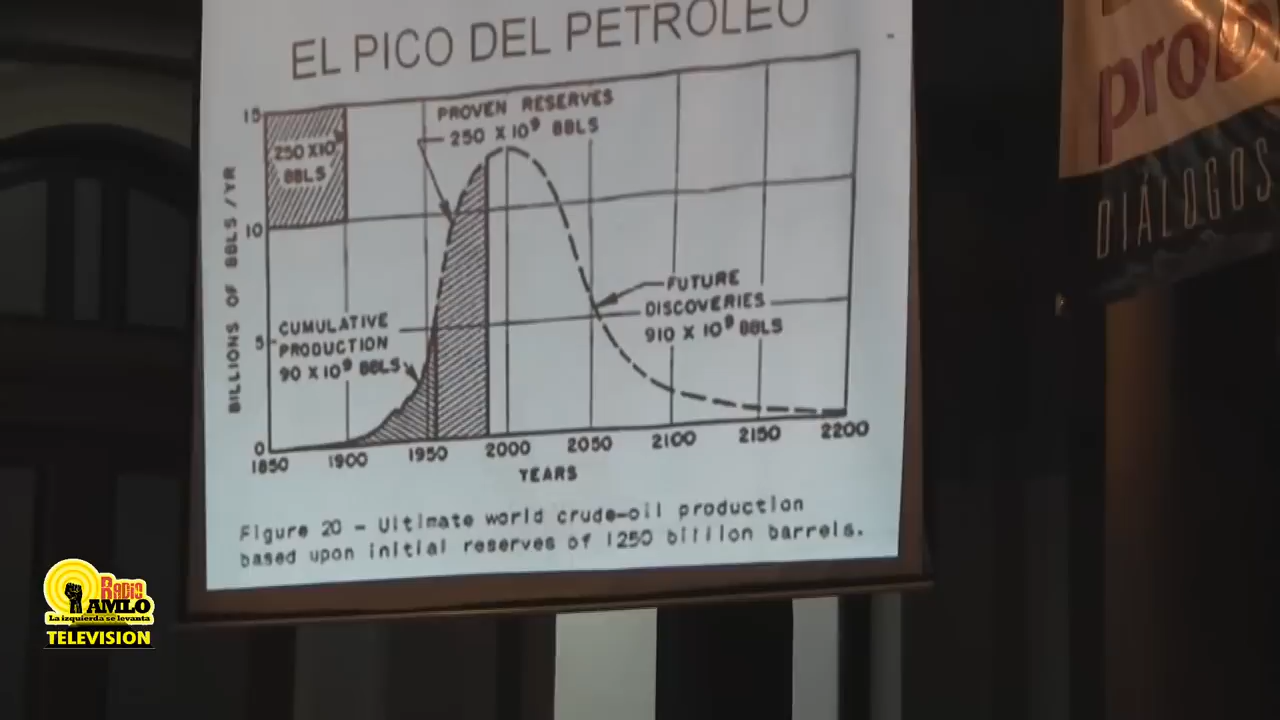 EL PICO DEL PETROLEO
PROVEN RESERVES
250 X 10⁹ BBLS
15
250 X10
BBLS
10
BILLIONS OF BBLS/YR
FUTURE
DISCOVERIES
910 X 10⁹ BBLS
CUMULATIVE
5
PRODUCTION
90 X 10⁹ BBLS
0
1850 1900 1950 2000 2050 2100 2150 2200
YEARS
Figure 20 - Ultimate world crude-oil production
based upon initial reserves of 1250 billion barrels.
prob
DIÁLOGOS
RADIO
AMLO
La izquierda se levanta
TELEVISION